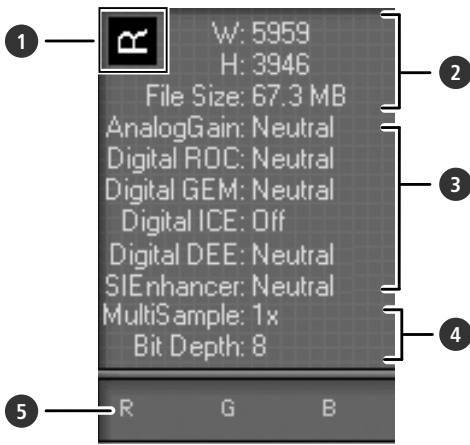 1
R
W: 5959
H: 3946
File Size: 67.3 MB
2
AnalogGain: Neutral
Digital ROC: Neutral
Digital GEM: Neutral
Digital ICE: Off
Digital DEE: Neutral
SIEnhancer: Neutral
3
MultiSample: 1x
Bit Depth: 8
4
5
R G B